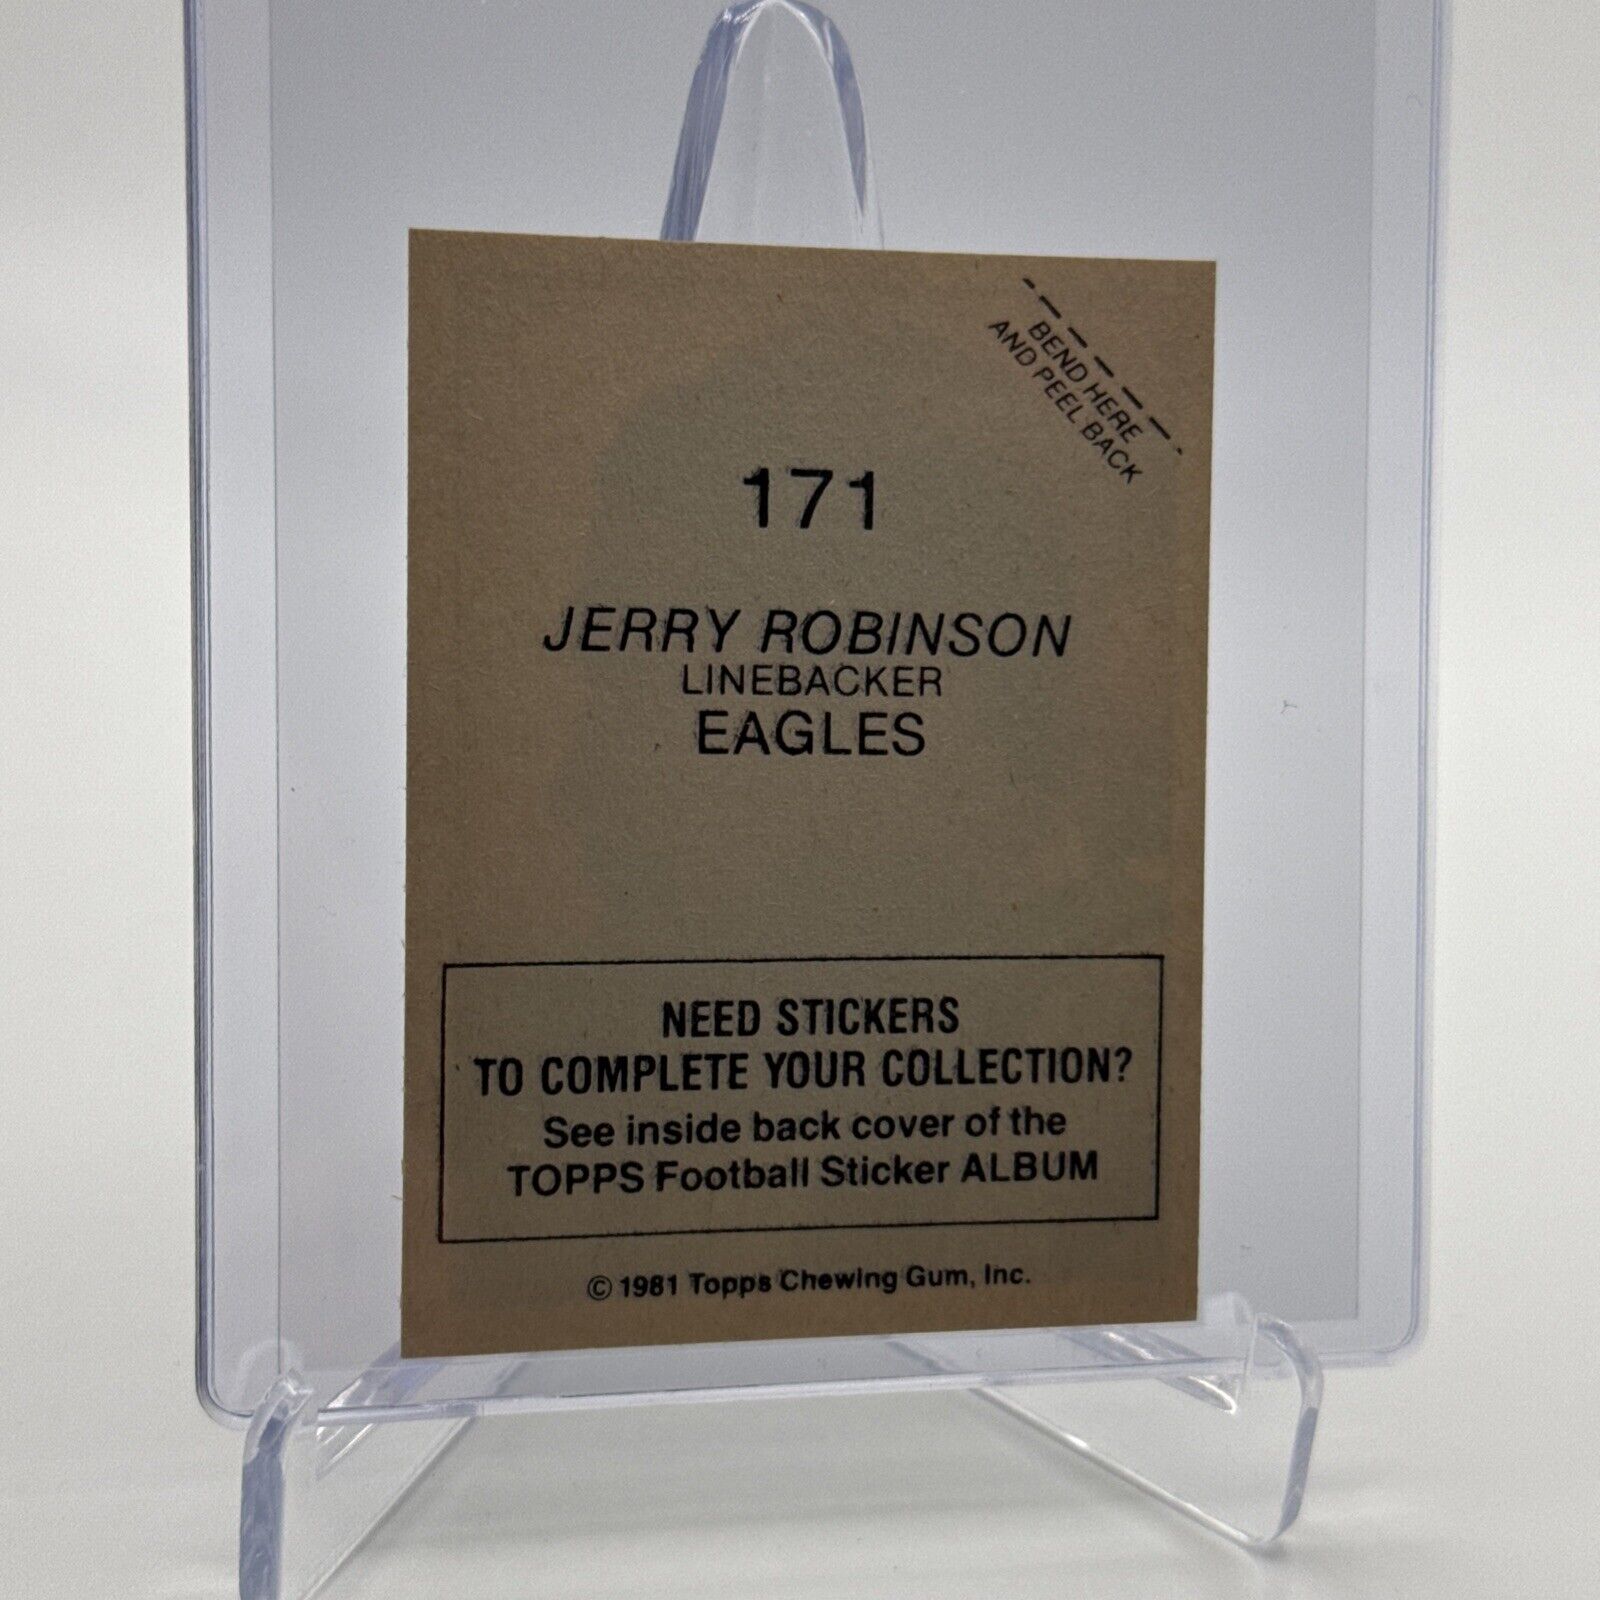 BEND HERE
AND PEEL BACK
171
JERRY ROBINSON
LINEBACKER
EAGLES
NEED STICKERS
TO COMPLETE YOUR COLLECTION?
See inside back cover of the
TOPPS Football Sticker ALBUM
© 1981 Topps Chewing Gum, Inc.